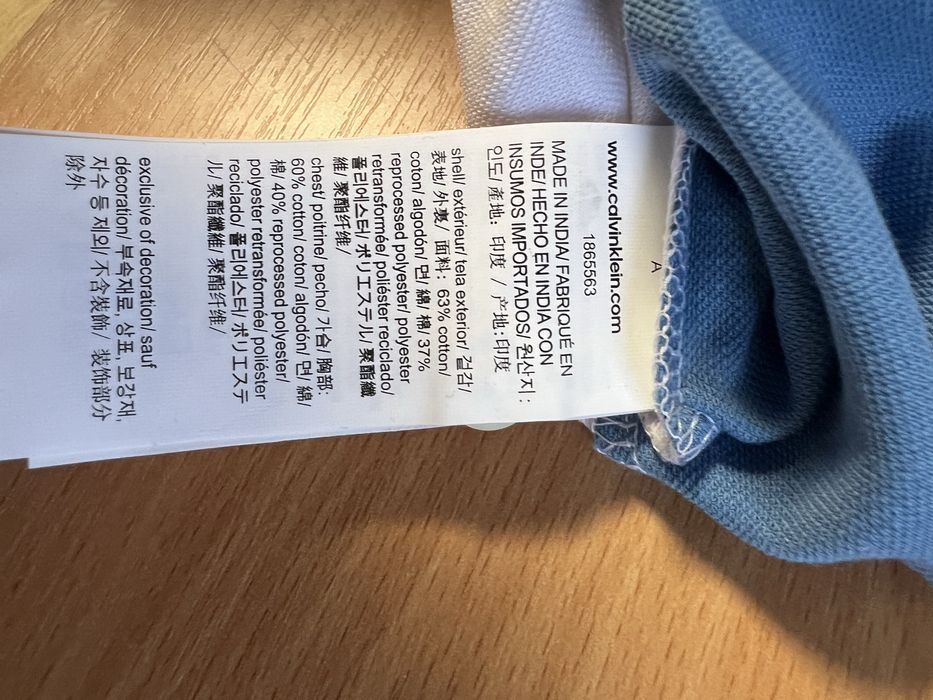 A
www.calvinklein.com
1865563
MADE IN INDIA/ FABRIQUÉ EN
INDE/ HECHO EN INDIA CON
INSUMOS IMPORTADOS/ 원산지 :
인도/ 產地: 印度 / 产地:印度
shell/ extérieur/ tela exterior/ 겉감/
表地/ 外裏/ 面料: 63% cotton/
coton/ algodón/ 면/ 綿/ 棉/ 37%
reprocessed polyester/ polyester
retransformée/ poliéster reciclado/
폴리에스터/ ポリエステル/ 聚酯纖
維/ 聚酯纤维/
chest/ poitrine/ pecho/ 가슴/ 胸部:
60% cotton/ coton/ algodón/ 면/ 綿/
棉/ 40% reprocessed polyester/
polyester retransformée/ poliéster
reciclado/ 폴리에스터/ ポリエステ
ル/ 聚酯纖維/ 聚酯纤维/
exclusive of decoration/ sauf
décoration/ 부속재료, 상표, 보강재,
자수 등 제외/ 不含装飾/ 装饰部分
除外